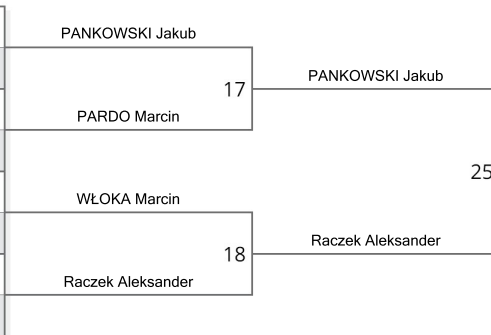 PANKOWSKI Jakub
17
PANKOWSKI Jakub
PARDO Marcin
25
WŁOKA Marcin
18
Raczek Aleksander
Raczek Aleksander